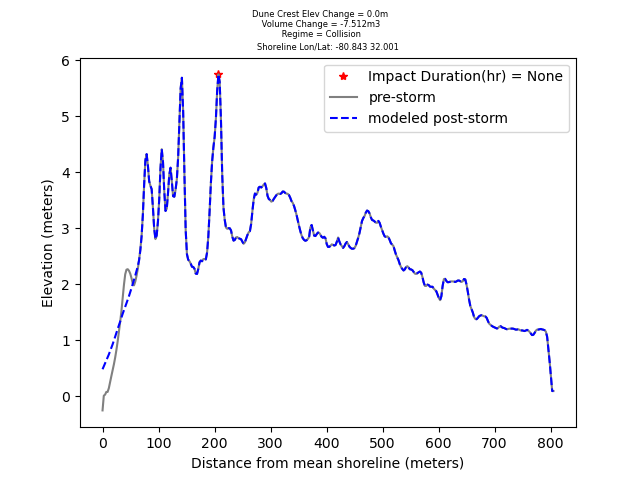 Dune Crest Elev Change = 0.0m
Volume Change = -7.512m3
Regime = Collision
Shoreline Lon/Lat: -80.843 32.001
Impact Duration(hr) = None
pre-storm
modeled post-storm
Elevation (meters)
6
5
4
3
2
1
0
0 100 200 300 400 500 600 700 800
Distance from mean shoreline (meters)